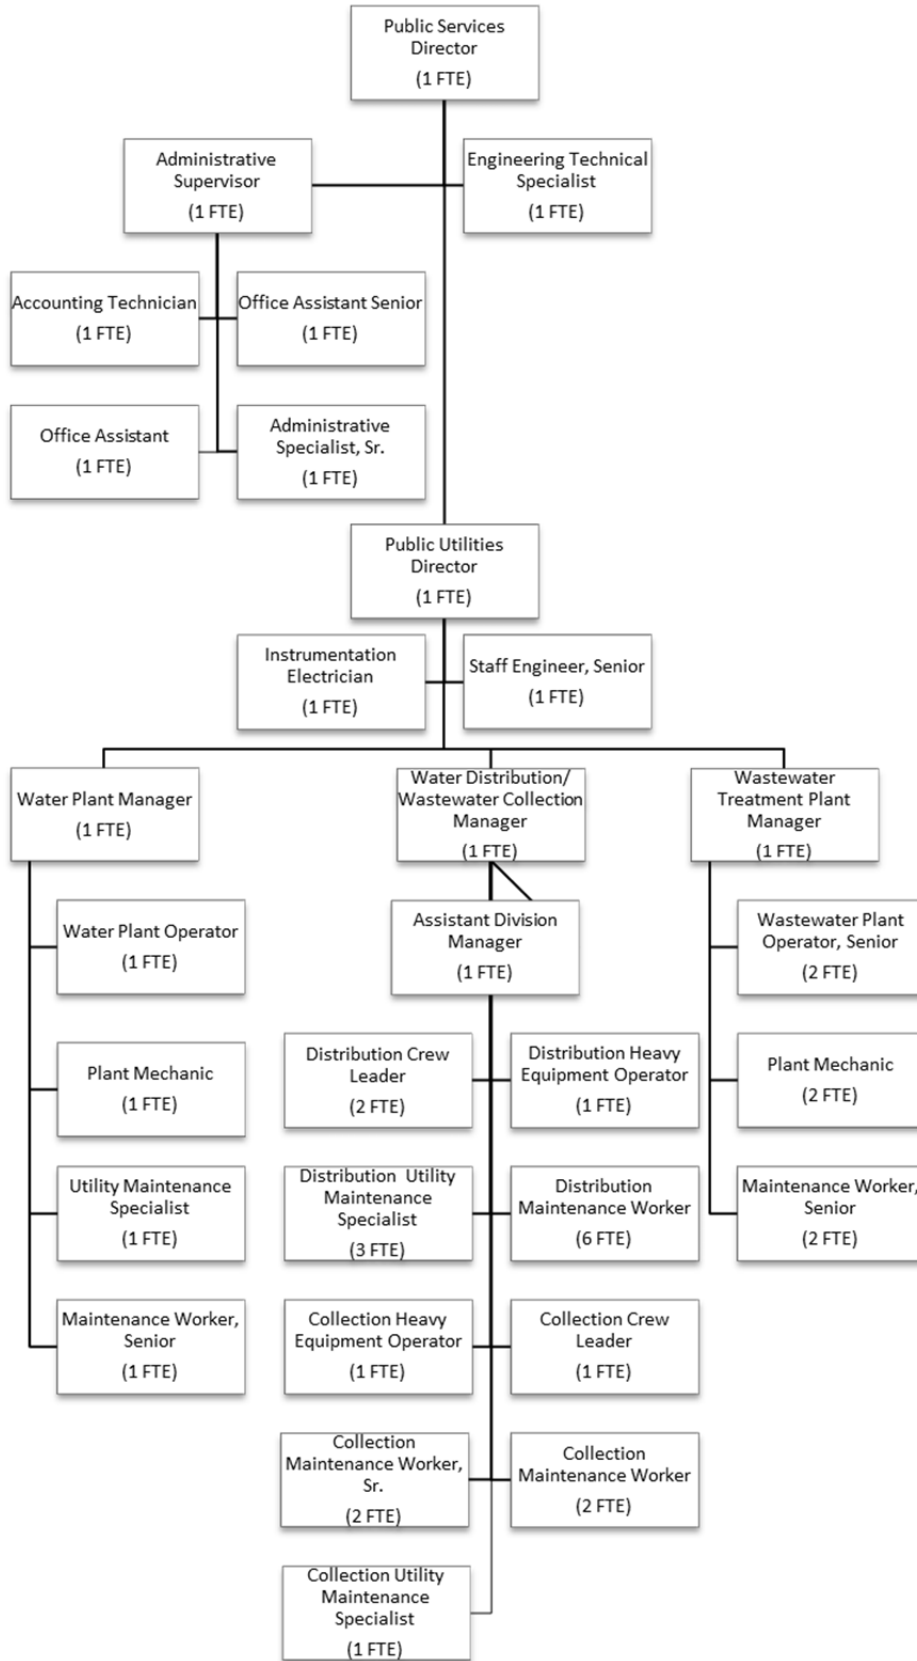 Public Services
Director
(1 FTE)
Administrative
Supervisor
(1 FTE)
Engineering Technical
Specialist
(1 FTE)
Accounting Technician
(1 FTE)
Office Assistant Senior
(1 FTE)
Office Assistant
(1 FTE)
Administrative
Specialist, Sr.
(1 FTE)
Public Utilities
Director
(1 FTE)
Instrumentation
Electrician
(1 FTE)
Staff Engineer, Senior
(1 FTE)
Water Plant Manager
(1 FTE)
Water Distribution/
Wastewater Collection
Manager
(1 FTE)
Wastewater
Treatment Plant
Manager
(1 FTE)
Water Plant Operator
(1 FTE)
Plant Mechanic
(1 FTE)
Utility Maintenance
Specialist
(1 FTE)
Maintenance Worker,
Senior
(1 FTE)
Assistant Division
Manager
(1 FTE)
Distribution Crew
Leader
(2 FTE)
Distribution Heavy
Equipment Operator
(1 FTE)
Distribution Utility
Maintenance
Specialist
(3 FTE)
Distribution
Maintenance Worker
(6 FTE)
Collection Heavy
Equipment Operator
(1 FTE)
Collection Crew
Leader
(1 FTE)
Collection
Maintenance Worker,
Sr.
(2 FTE)
Collection
Maintenance Worker
(2 FTE)
Collection Utility
Maintenance
Specialist
(1 FTE)
Wastewater Plant
Operator, Senior
(2 FTE)
Plant Mechanic
(2 FTE)
Maintenance Worker,
Senior
(2 FTE)